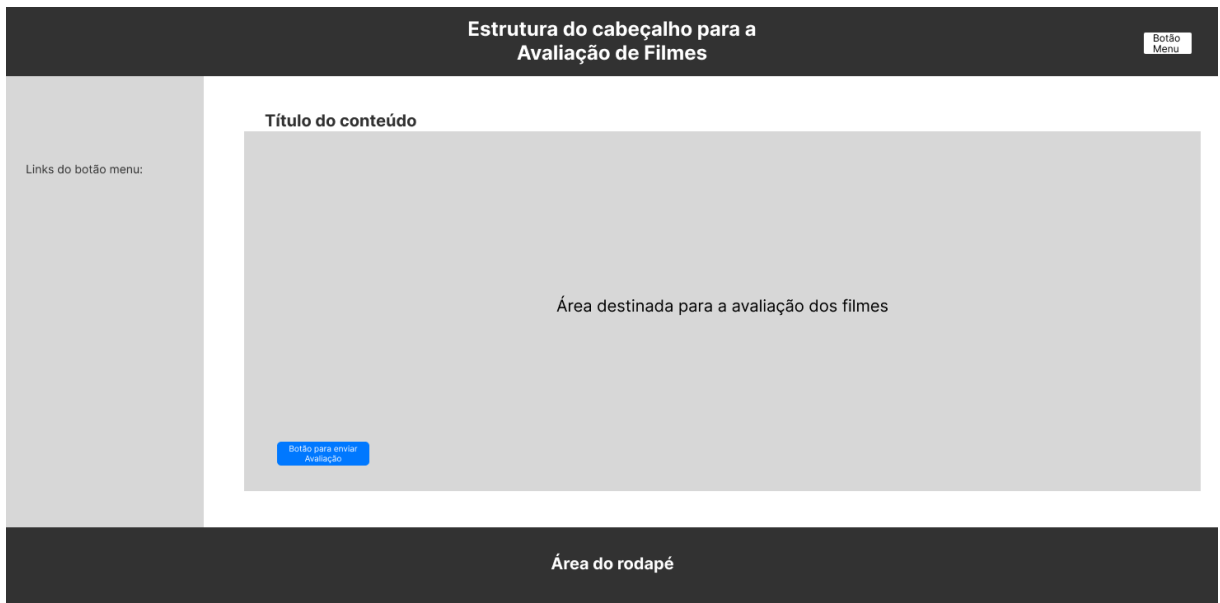 Estrutura do cabeçalho para a
Avaliação de Filmes
Botão
Menu
Título do conteúdo
Links do botão menu:
Área destinada para a avaliação dos filmes
Botão para enviar
Avaliação
Área do rodapé